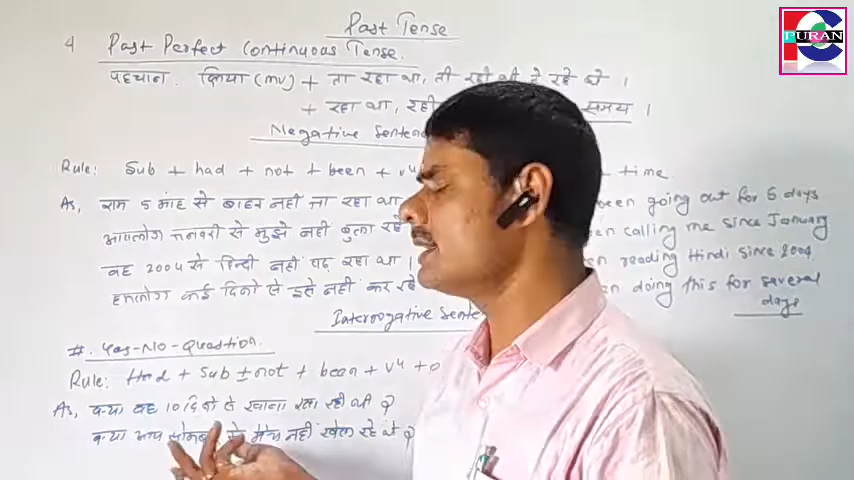 Past Tense
PURAN
4 Past Perfect Continuous Tense.
पहचान. क्रिया (mv) + ता रहा था, ती रही थी ते रहे थे ।
+ रहा था, रही समय ।
Negative Senten
Rule: Sub + had + not + been + v4 + time.
As, राम 5 माह से बाहर नहीं जा रहा था been going out for 5 days
आपलोग जनवरी से मुझे नहीं बुला रहे en calling me since January
वह 2004 से हिन्दी नहीं पढ़ रहा था । en reading Hindi since 2004.
हमलोग कई दिनों से इसे नहीं कर रहे n doing this for several
days
Interrogative Senten
#. Yes-No-Question.
Rule: Had + Sub ± not + been + v4 + o
As, क्या वह 10 दिनों से खाना खा रही थी ?
क्या आप सोमवार से मैच नहीं खेल रहे थे ?